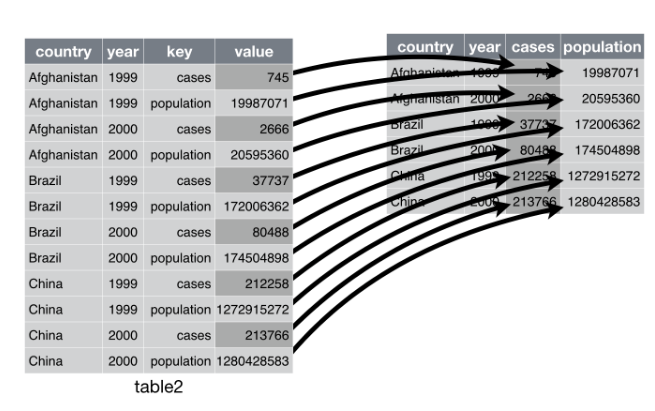 country year key value
Afghanistan 1999 cases 745
Afghanistan 1999 population 19987071
Afghanistan 2000 cases 2666
Afghanistan 2000 population 20595360
Brazil 1999 cases 37737
Brazil 1999 population 172006362
Brazil 2000 cases 80488
Brazil 2000 population 174504898
China 1999 cases 212258
China 1999 population 1272915272
China 2000 cases 213766
China 2000 population 1280428583
table2
country year cases population
Afghanistan 1999 745 19987071
Afghanistan 2000 2666 20595360
Brazil 1999 37737 172006362
Brazil 2000 80488 174504898
China 1999 212258 1272915272
China 2000 213766 1280428583